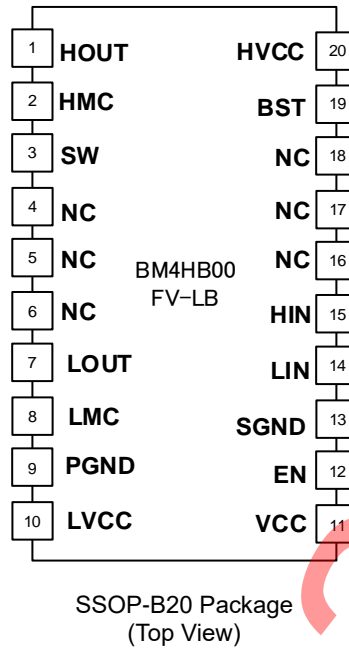 1 HOUT HVCC 20
2 HMC BST 19
3 SW NC 18
4 NC NC 17
5 NC NC 16
6 NC HIN 15
BM4HB00
FV-LB
7 LOUT LIN 14
8 LMC SGND 13
9 PGND EN 12
10 LVCC VCC 11
SSOP-B20 Package
(Top View)